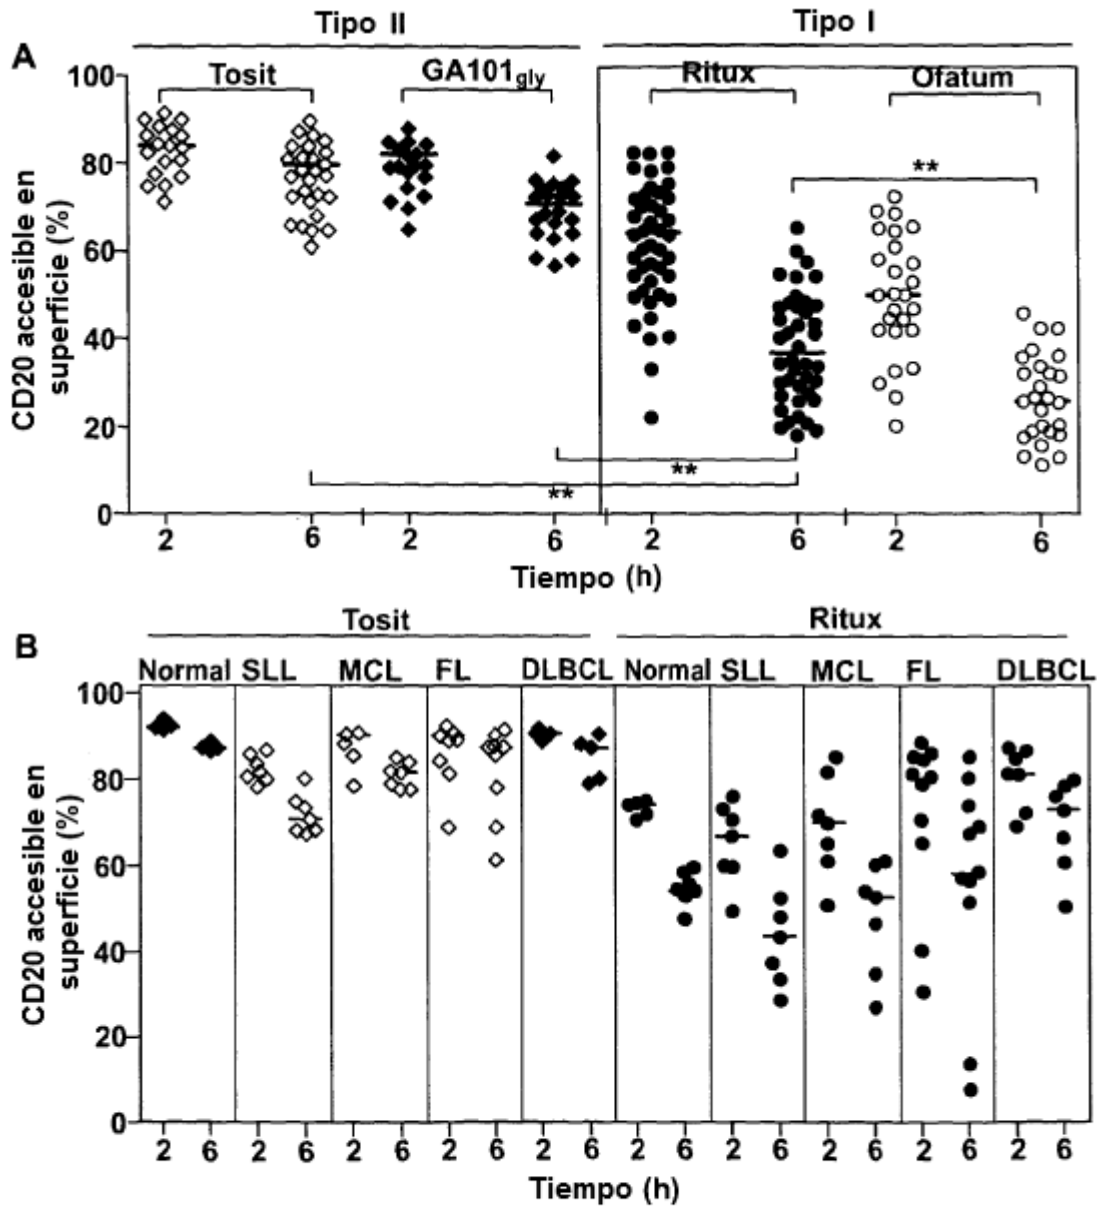 A
Tipo II
Tipo I
Tosit
GA101gly
Ritux
Ofatum
CD20 accesible en
superficie (%)
100
80
60
40
20
0
**
**
**
2 6 2 6 2 6 2 6
Tiempo (h)
B
Tosit
Ritux
Normal SLL MCL FL DLBCL Normal SLL MCL FL DLBCL
CD20 accesible en
superficie (%)
100
80
60
40
20
0
2 6 2 6 2 6 2 6 2 6 2 6 2 6 2 6 2 6 2 6
Tiempo (h)